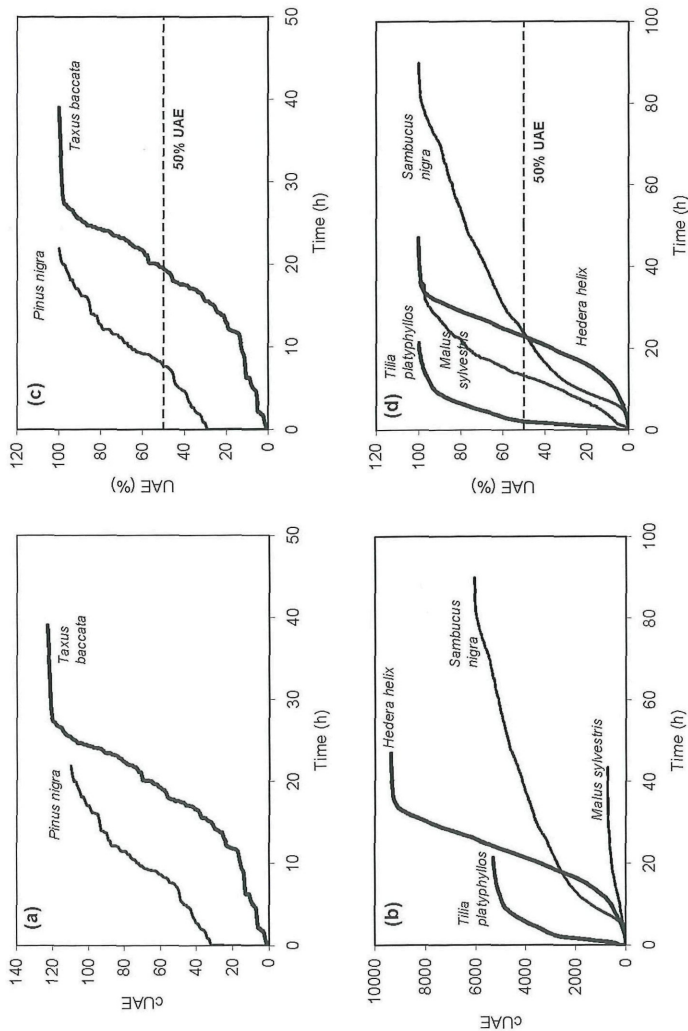 (a)
cUAE
140
120
100
80
60
40
20
0
Pinus nigra
Taxus
baccata
0
10
20
30
40
50
Time (h)
(c)
UAE (%)
120
100
80
60
40
20
0
Pinus nigra
Taxus baccata
50% UAE
0
10
20
30
40
50
Time (h)
(b)
cUAE
10000
8000
6000
4000
2000
0
Tilia
platyphyllos
Hedera helix
Sambucus
nigra
Malus sylvestris
0
20
40
60
80
100
Time (h)
(d)
UAE (%)
120
100
80
60
40
20
0
Tilia
platyphyllos
Malus
sylvestris
Sambucus
nigra
50% UAE
Hedera helix
0
20
40
60
80
100
Time (h)